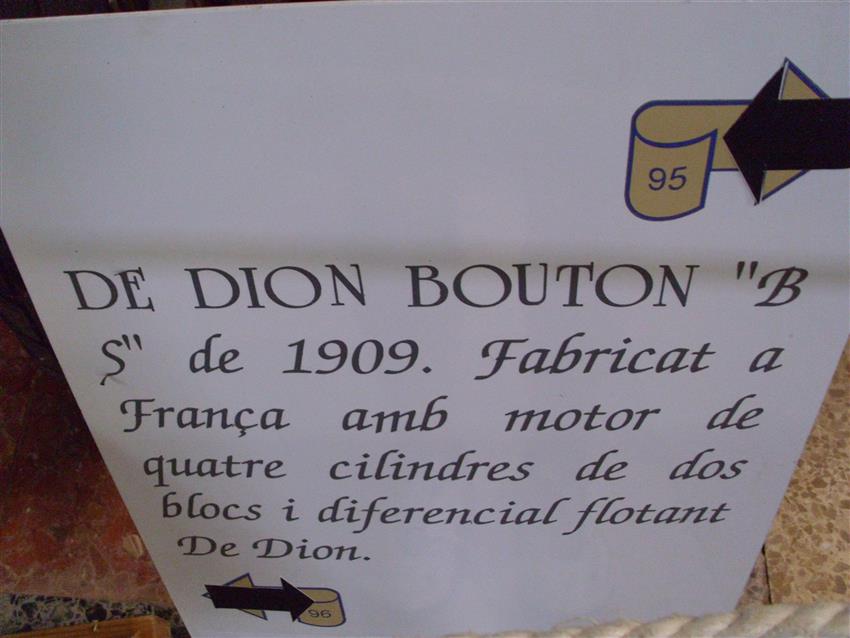 95
DE DION BOUTON "B
S" de 1909. Fabricat a
França amb motor de
quatre cilindres de dos
blocs i diferencial flotant
De Dion.
96